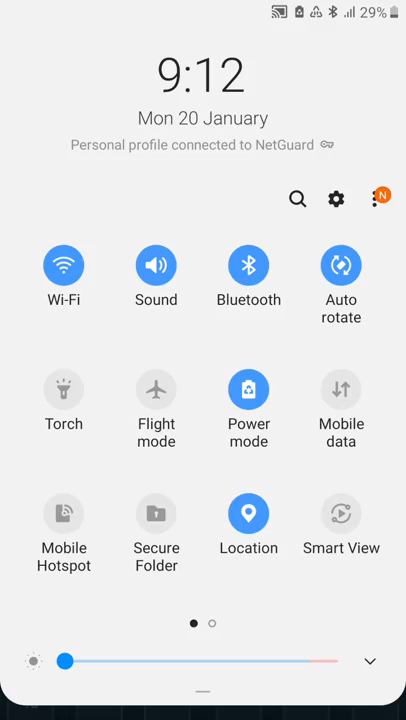 29%
9:12
Mon 20 January
Personal profile connected to NetGuard
N
Wi-Fi
Sound
Bluetooth
Auto
rotate
Torch
Flight
mode
Power
mode
Mobile
data
Mobile
Hotspot
Secure
Folder
Location
Smart View